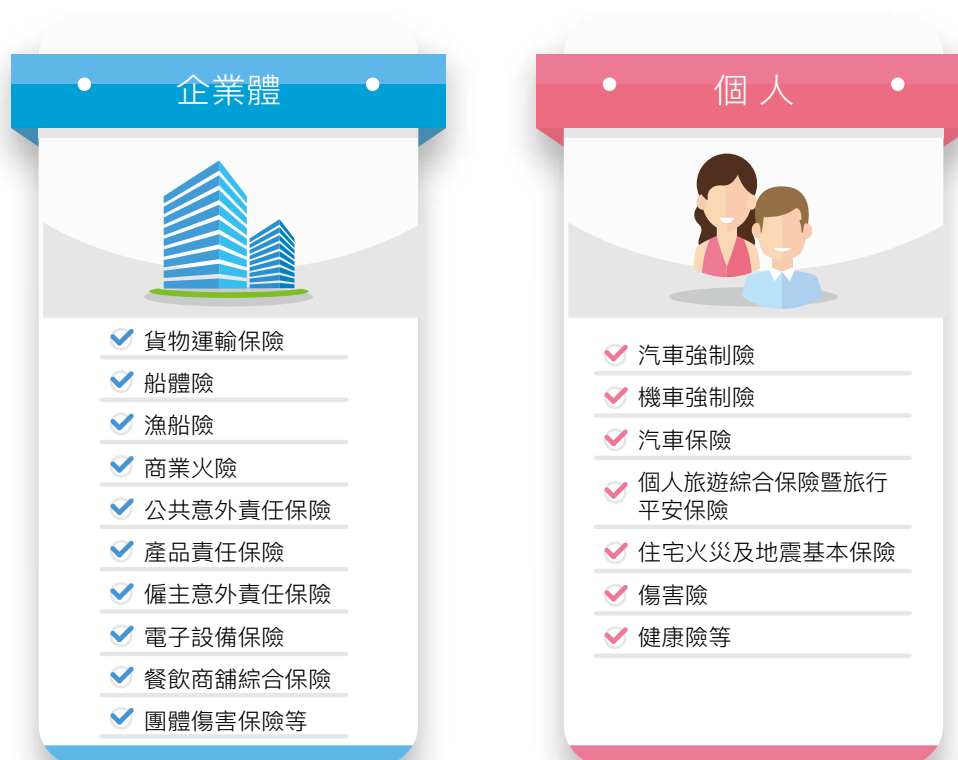 企業體
貨物運輸保險
船體險
漁船險
商業火險
公共意外責任保險
產品責任保險
僱主意外責任保險
電子設備保險
餐飲商舖綜合保險
團體傷害保險等
個人
汽車強制險
機車強制險
汽車保險
個人旅遊綜合保險暨旅行
平安保險
住宅火災及地震基本保險
傷害險
健康險等